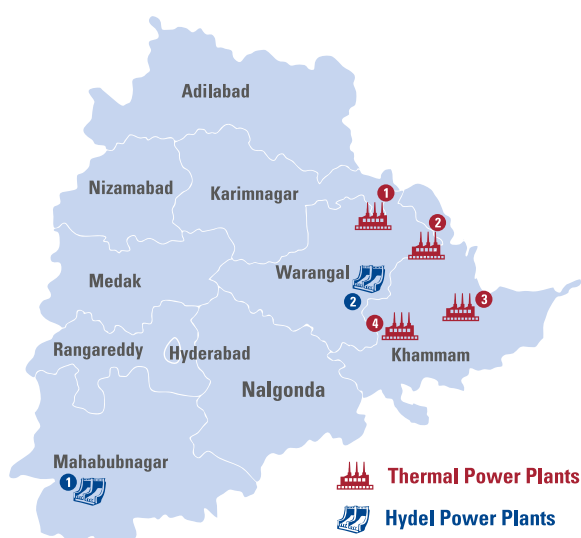 Adilabad
Nizamabad
Karimnagar
1
2
Medak
Warangal
2
3
4
Rangareddy
Hyderabad
Khammam
Nalgonda
Mahabubnagar
1
Thermal Power Plants
Hydel Power Plants